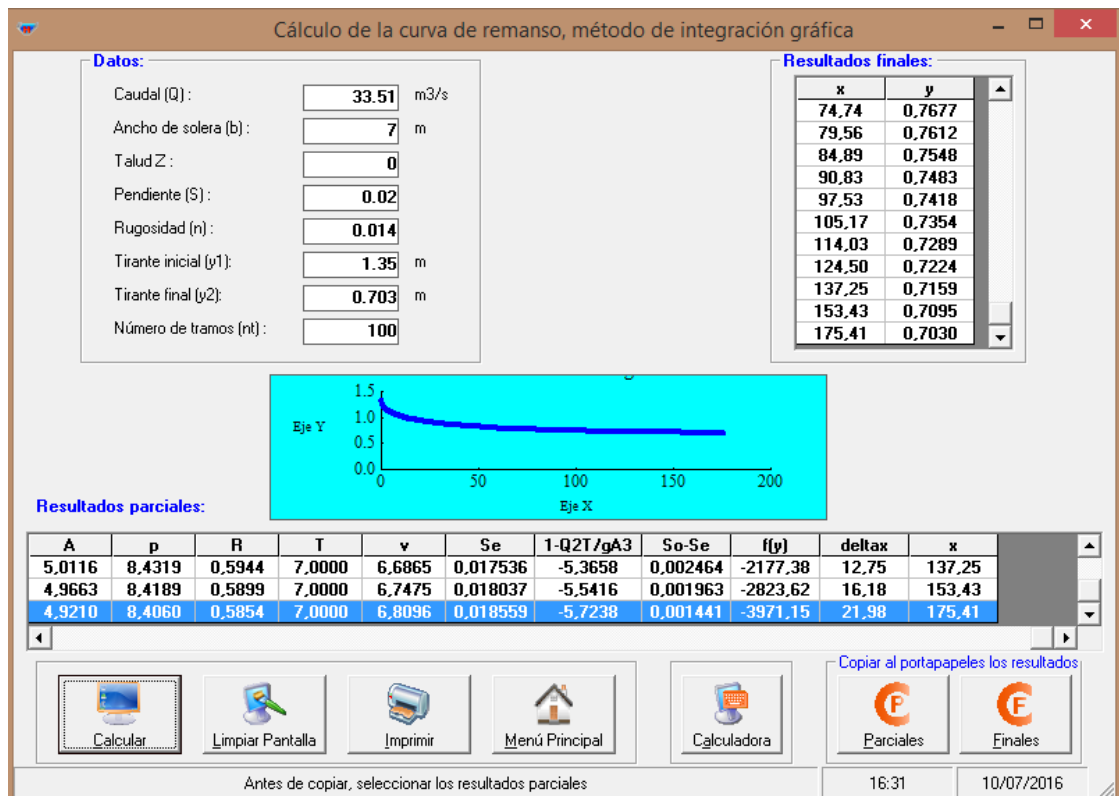 Cálculo de la curva de remanso, método de integración gráfica
Datos:
Caudal (Q) : 33.51 m3/s
Ancho de solera (b) : 7 m
Talud Z : 0
Pendiente (S) : 0.02
Rugosidad (n) : 0.014
Tirante inicial (y1): 1.35 m
Tirante final (y2): 0.703 m
Número de tramos (nt) : 100
Resultados finales:
x y
74,74 0,7677
79,56 0,7612
84,89 0,7548
90,83 0,7483
97,53 0,7418
105,17 0,7354
114,03 0,7289
124,50 0,7224
137,25 0,7159
153,43 0,7095
175,41 0,7030
1.5
1.0
Eje Y
0.5
0.0
0 50 100 150 200
Eje X
Resultados parciales:
A p R T v Se 1-Q2T/gA3 So-Se f(y) deltax x
5,0116 8,4319 0,5944 7,0000 6,6865 0,017536 -5,3658 0,002464 -2177,38 12,75 137,25
4,9663 8,4189 0,5899 7,0000 6,7475 0,018037 -5,5416 0,001963 -2823,62 16,18 153,43
4,9210 8,4060 0,5854 7,0000 6,8096 0,018559 -5,7238 0,001441 -3971,15 21,98 175,41
Copiar al portapapeles los resultados
Calcular Limpiar Pantalla Imprimir Menú Principal Calculadora Parciales Finales
Antes de copiar, seleccionar los resultados parciales 16:31 10/07/2016